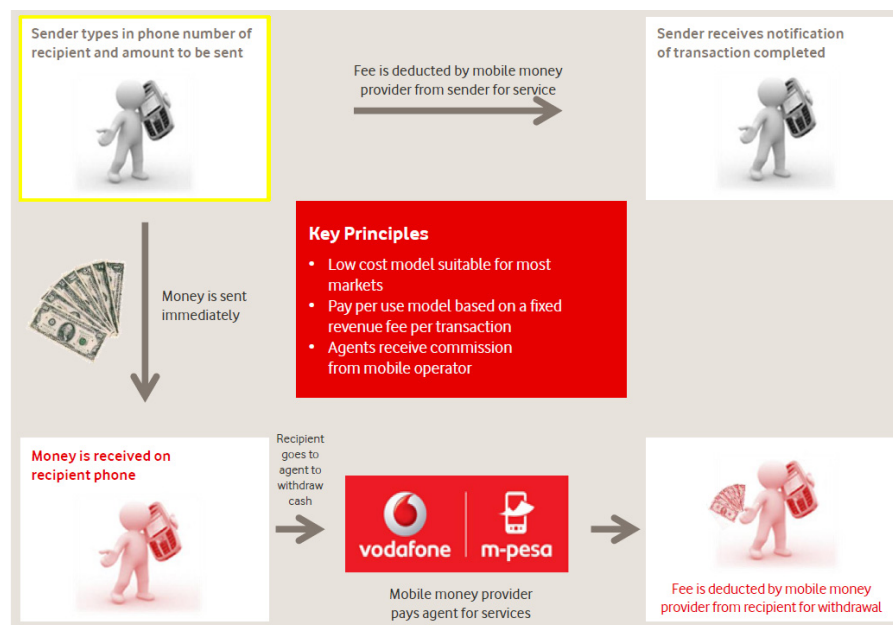 Sender types in phone number of
recipient and amount to be sent
Fee is deducted by mobile money
provider from sender for service
Sender receives notification
of transaction completed
Money is sent
immediately
Key Principles
• Low cost model suitable for most
markets
• Pay per use model based on a fixed
revenue fee per transaction
• Agents receive commission
from mobile operator
Money is received on
recipient phone
Recipient
goes to
agent to
withdraw
cash
vodafone
m-pesa
Mobile money provider
pays agent for services
Fee is deducted by mobile money
provider from recipient for withdrawal